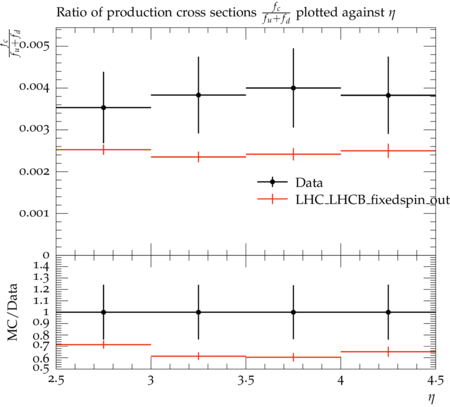 Ratio of production cross sections f_c/(f_u+f_d) plotted against η
f_c/(f_u+f_d)
0.005
0.004
0.003
0.002
0.001
0
Data
LHC_LHCB_fixedspin_out
MC/Data
1.4
1.3
1.2
1.1
1
0.9
0.8
0.7
0.6
0.5
2.5 3 3.5 4 4.5
η